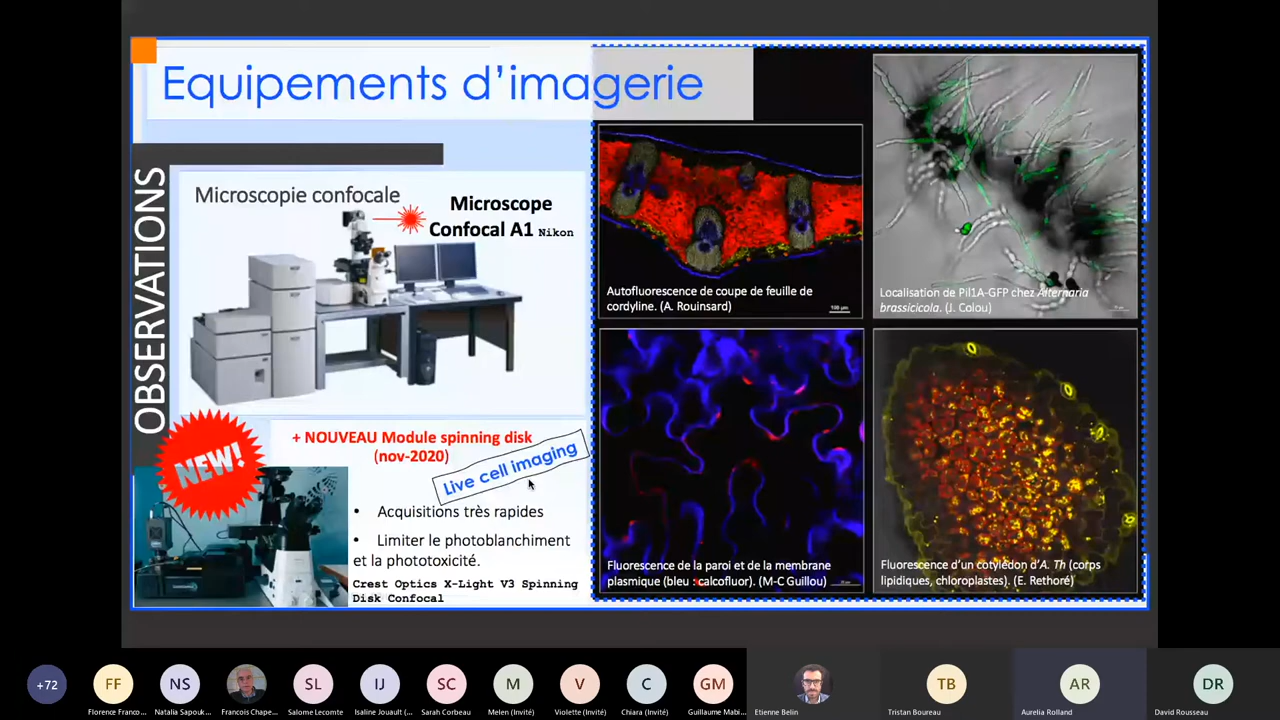 Equipements d'imagerie
OBSERVATIONS
Microscopie confocale
Microscope
Confocal A1 Nikon
NEW!
+ NOUVEAU Module spinning disk
(nov-2020)
Live cell imaging
• Acquisitions très rapides
• Limiter le photoblanchiment
et la phototoxicité.
Crest Optics X-Light V3 Spinning
Disk Confocal
Autofluorescence de coupe de feuille de
cordyline. (A. Rouinsard)
Localisation de Pil1A-GFP chez Alternaria
brassicicola. (J. Colou)
Fluorescence de la paroi et de la membrane
plasmique (bleu : calcofluor). (M-C Guillou)
Fluorescence d'un cotylédon d'A. Th (corps
lipidiques, chloroplastes). (E. Rethoré)
+72
FF
NS
SL
IJ
SC
M
V
C
GM
TB
AR
DR
Florence Franco...
Natalia Sapouk...
Francois Chape...
Salome Lecomte
Isaline Jouault (...
Sarah Corbeau
Melen (Invité)
Violette (Invité)
Chiara (Invité)
Guillaume Mabi...
Etienne Belin
Tristan Boureau
Aurelia Rolland
David Rousseau